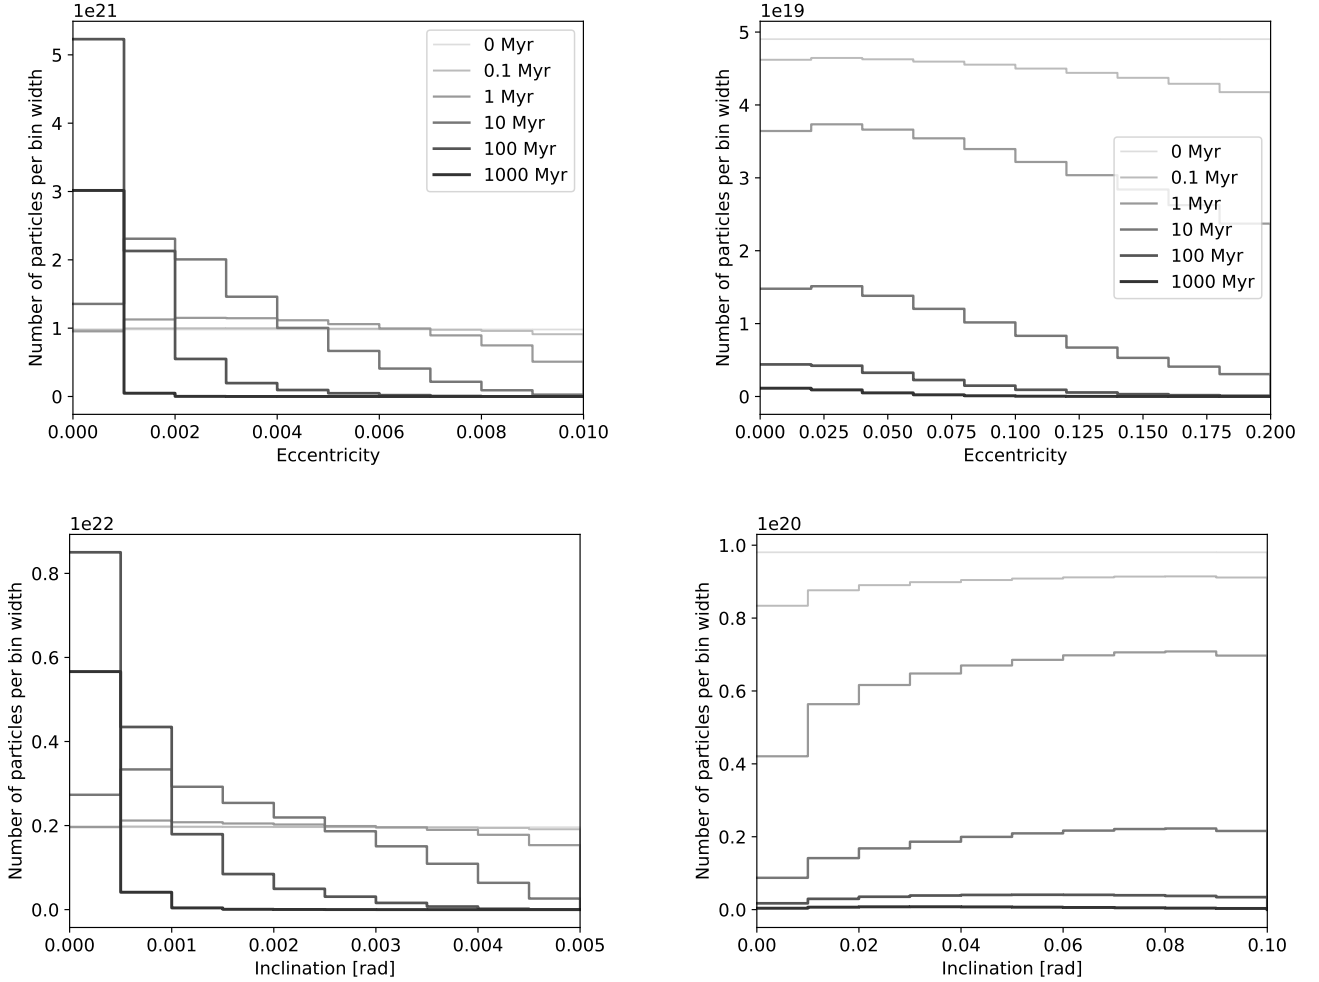 1e21
Number of particles per bin width
5
4
3
2
1
0
0 Myr
0.1 Myr
1 Myr
10 Myr
100 Myr
1000 Myr
0.000 0.002 0.004 0.006 0.008 0.010
Eccentricity
1e19
Number of particles per bin width
5
4
3
2
1
0
0 Myr
0.1 Myr
1 Myr
10 Myr
100 Myr
1000 Myr
0.000 0.025 0.050 0.075 0.100 0.125 0.150 0.175 0.200
Eccentricity
1e22
Number of particles per bin width
0.8
0.6
0.4
0.2
0.0
0.000 0.001 0.002 0.003 0.004 0.005
Inclination [rad]
1e20
Number of particles per bin width
1.0
0.8
0.6
0.4
0.2
0.0
0.00 0.02 0.04 0.06 0.08 0.10
Inclination [rad]